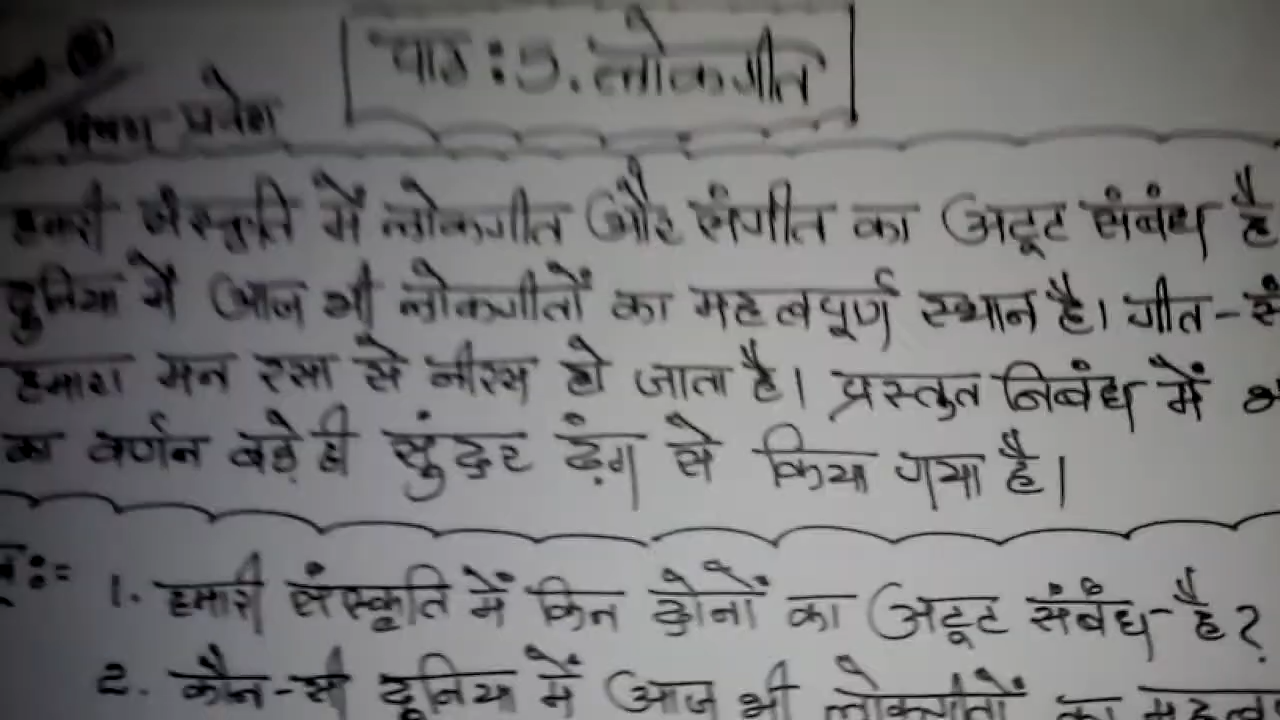 पाठ : 5. लोकगीत
प्रवेश
हमारी संस्कृति में लोकगीत और संगीत का अटूट संबंध है
दुनिया में आज भी लोकगीतों का महत्वपूर्ण स्थान है। गीत-सं
हमारा मन रसा से नीरस हो जाता है। प्रस्तुत निबंध में
का वर्णन बड़े ही सुंदर ढ़ंग से किया गया है।
1. हमारी संस्कृति में किन दोनों का अटूट संबंध-है?
2. कौन-सी दुनिया में आज भी लोकगीतों का महत्व